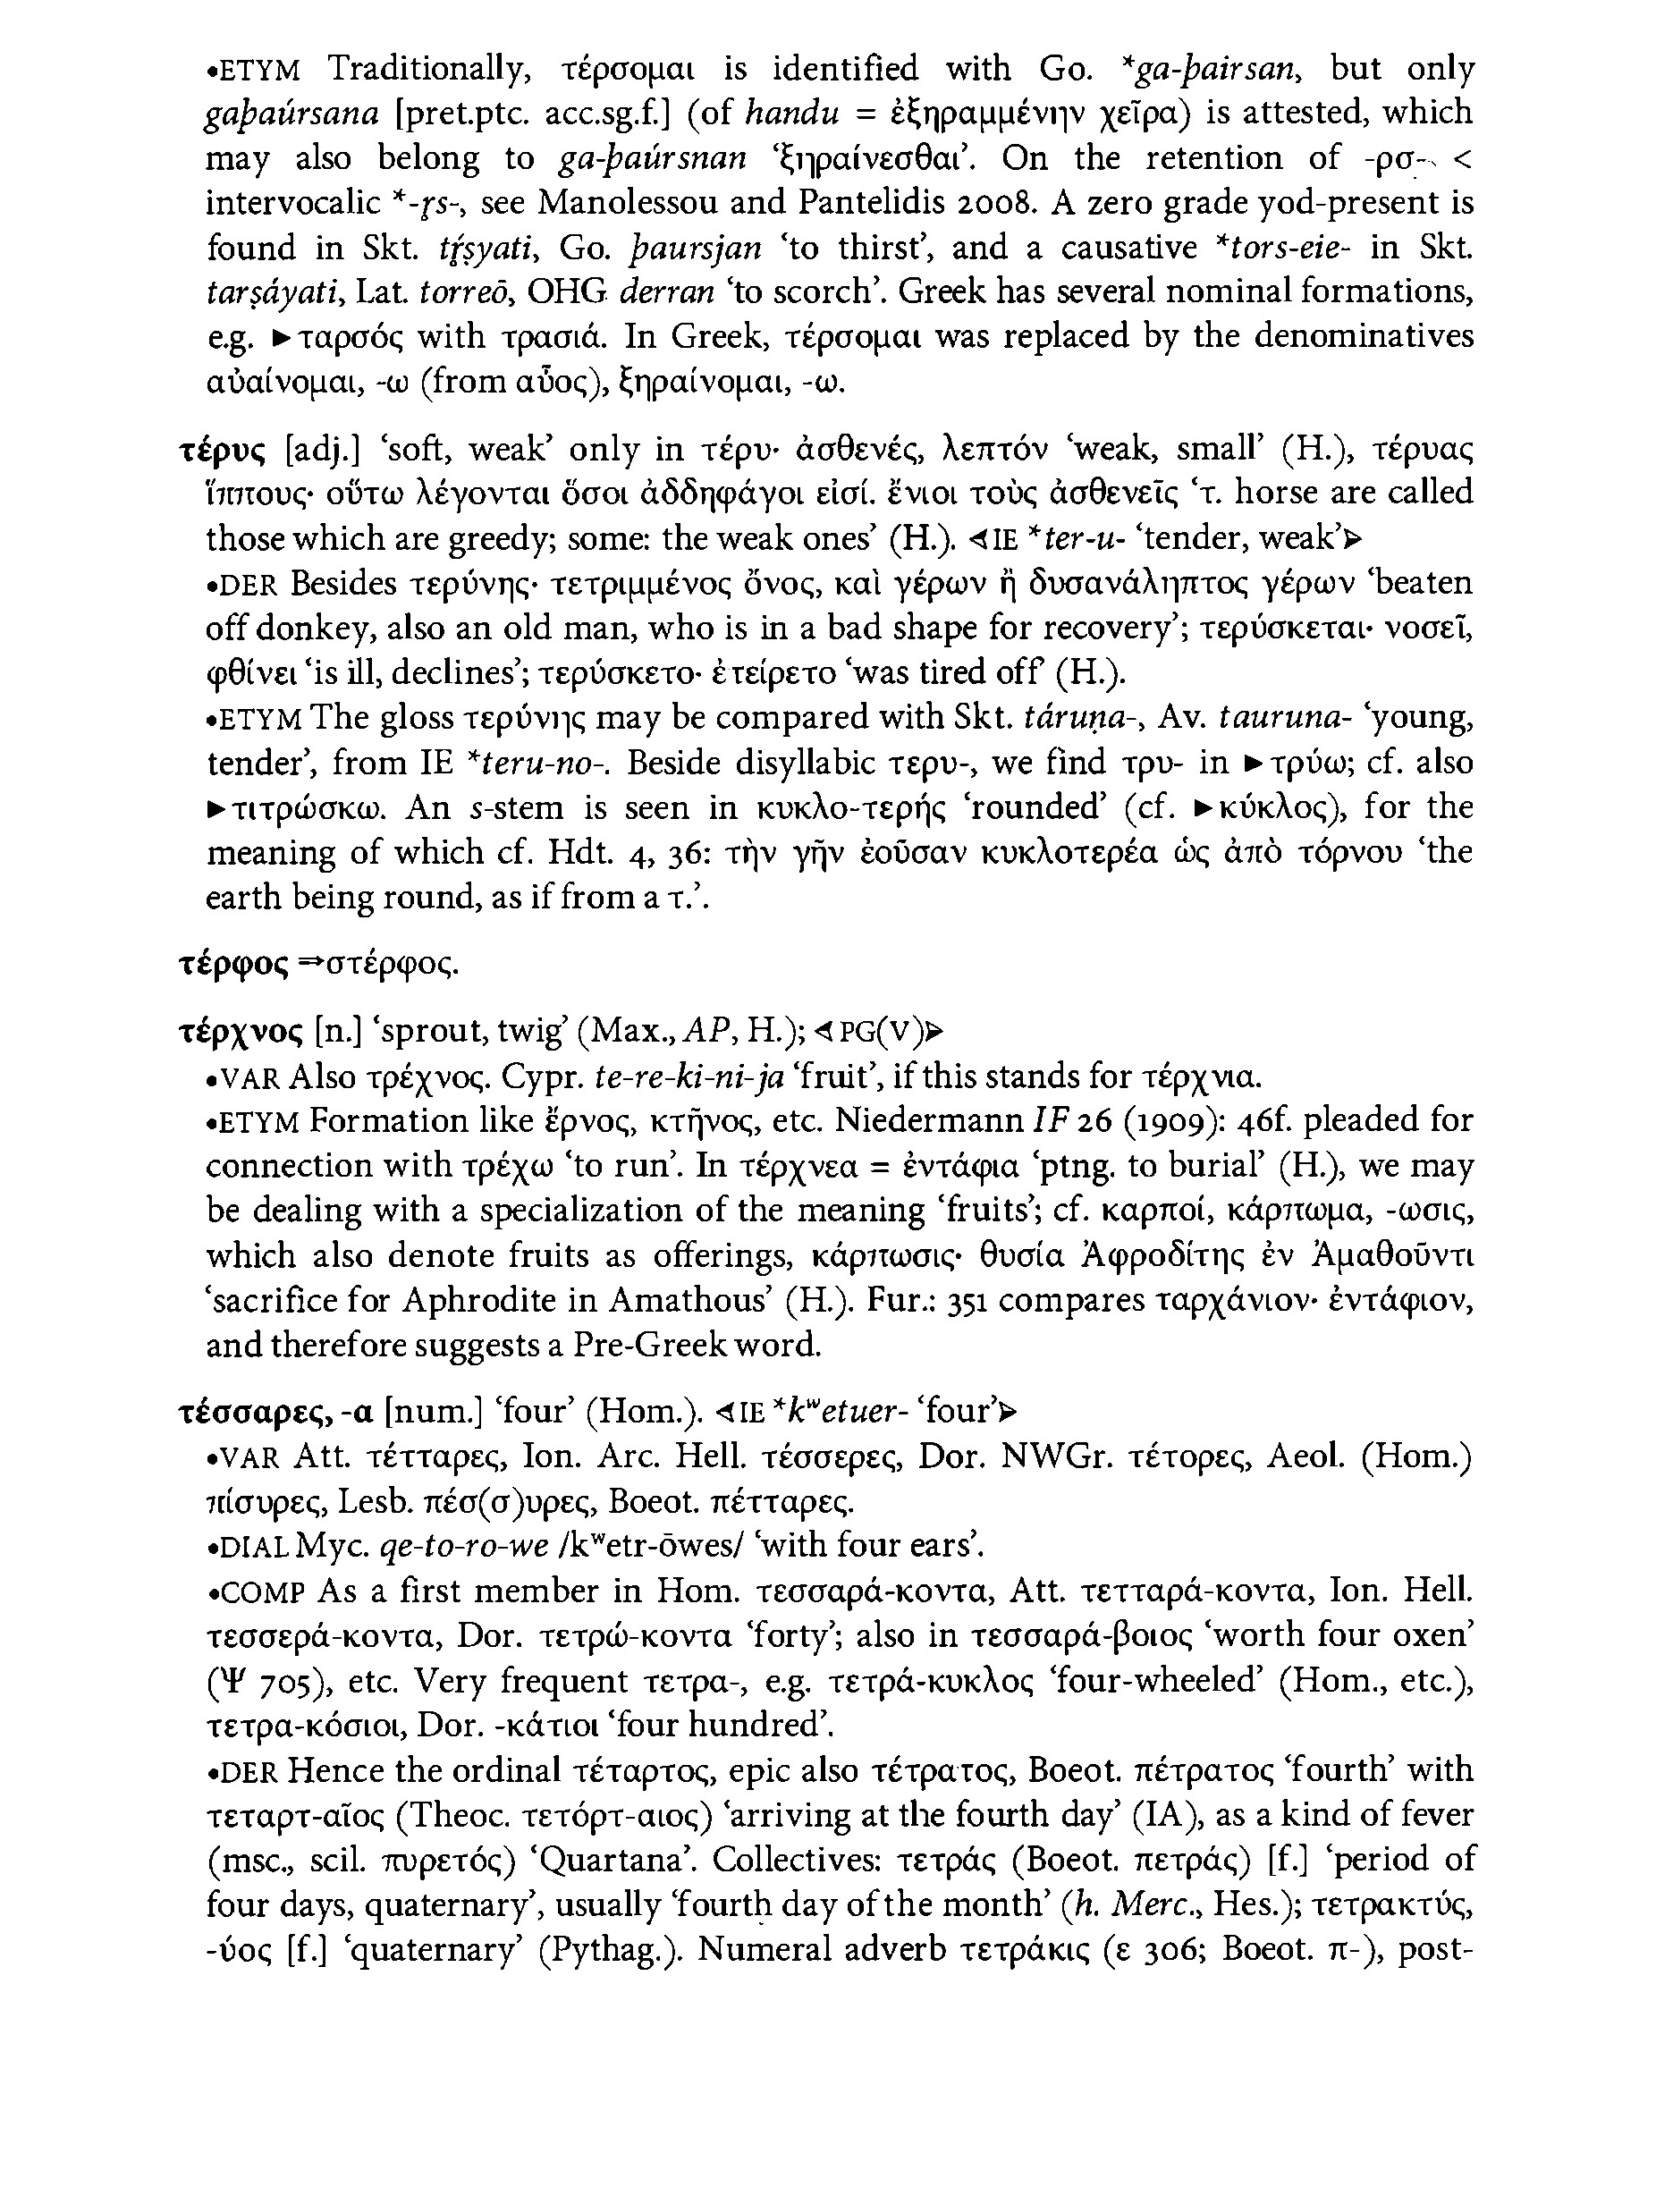 •ETYM Traditionally, τέρσομαι is identified with Go. *ga-þairsan, but only
gaþaúrsana [pret.ptc. acc.sg.f.] (of handu = ἐξηραμμένην χεῖρα) is attested, which
may also belong to ga-þaúrsnan ‘ξηραίνεσθαι’. On the retention of -ρσ- <
intervocalic *-r̥s-, see Manolessou and Pantelidis 2008. A zero grade yod-present is
found in Skt. tŕ̥ṣyati, Go. þaursjan ‘to thirst’, and a causative *tors-eie- in Skt.
tarṣáyati, Lat. torreō, OHG derran ‘to scorch’. Greek has several nominal formations,
e.g. ►ταρσός with τρασιά. In Greek, τέρσομαι was replaced by the denominatives
αὐαίνομαι, -ω (from αὖος), ξηραίνομαι, -ω.
τέρυς [adj.] ‘soft, weak’ only in τέρυ· ἀσθενές, λεπτόν ‘weak, small’ (H.), τέρυας
ἵππους· οὕτω λέγονται ὅσοι ἀδδηφάγοι εἰσί. ἔνιοι τοὺς ἀσθενεῖς ‘τ. horse are called
those which are greedy; some: the weak ones’ (H.). ⊲IE *ter-u- ‘tender, weak’⊳
•DER Besides τερύνης· τετριμμένος ὄνος, καὶ γέρων ἢ δυσανάληπτος γέρων ‘beaten
off donkey, also an old man, who is in a bad shape for recovery’; τερύσκεται· νοσεῖ,
φθίνει ‘is ill, declines’; τερύσκετο· ἐτείρετο ‘was tired off’ (H.).
•ETYM The gloss τερύνης may be compared with Skt. táruṇa-, Av. tauruna- ‘young,
tender’, from IE *teru-no-. Beside disyllabic τερυ-, we find τρυ- in ►τρύω; cf. also
►τιτρώσκω. An s-stem is seen in κυκλο-τερής ‘rounded’ (cf. ►κύκλος), for the
meaning of which cf. Hdt. 4, 36: τὴν γῆν ἐοῦσαν κυκλοτερέα ὡς ἀπὸ τόρνου ‘the
earth being round, as if from a τ.’.
τέρφος ⇒στέρφος.
τέρχνος [n.] ‘sprout, twig’ (Max., AP, H.); ⊲PG(V)⊳
•VAR Also τρέχνος. Cypr. te-re-ki-ni-ja ‘fruit’, if this stands for τέρχνια.
•ETYM Formation like ἔρνος, κτῆνος, etc. Niedermann IF 26 (1909): 46f. pleaded for
connection with τρέχω ‘to run’. In τέρχνεα = ἐντάφια ‘ptng. to burial’ (H.), we may
be dealing with a specialization of the meaning ‘fruits’; cf. καρποί, κάρπωμα, -ωσις,
which also denote fruits as offerings, κάρπωσις· θυσία Ἀφροδίτης ἐν Ἀμαθοῦντι
‘sacrifice for Aphrodite in Amathous’ (H.). Fur.: 351 compares ταρχάνιον· ἐντάφιον,
and therefore suggests a Pre-Greek word.
τέσσαρες, -α [num.] ‘four’ (Hom.). ⊲IE *kʷetuer- ‘four’⊳
•VAR Att. τέτταρες, Ion. Arc. Hell. τέσσερες, Dor. NWGr. τέτορες, Aeol. (Hom.)
πίσυρες, Lesb. πέσ(σ)υρες, Boeot. πέτταρες.
•DIAL Myc. qe-to-ro-we /kʷetr-ōwes/ ‘with four ears’.
•COMP As a first member in Hom. τεσσαρά-κοντα, Att. τετταρά-κοντα, Ion. Hell.
τεσσερά-κοντα, Dor. τετρώ-κοντα ‘forty’; also in τεσσαρά-βοιος ‘worth four oxen’
(Ψ 705), etc. Very frequent τετρα-, e.g. τετρά-κυκλος ‘four-wheeled’ (Hom., etc.),
τετρα-κόσιοι, Dor. -κάτιοι ‘four hundred’.
•DER Hence the ordinal τέταρτος, epic also τέτρατος, Boeot. πέτρατος ‘fourth’ with
τεταρτ-αῖος (Theoc. τετόρτ-αιος) ‘arriving at the fourth day’ (IA), as a kind of fever
(msc., scil. πυρετός) ‘Quartana’. Collectives: τετράς (Boeot. πετράς) [f.] ‘period of
four days, quaternary’, usually ‘fourth day of the month’ (h. Merc., Hes.); τετρακτύς,
-ύος [f.] ‘quaternary’ (Pythag.). Numeral adverb τετράκις (ε 306; Boeot. π-), post-